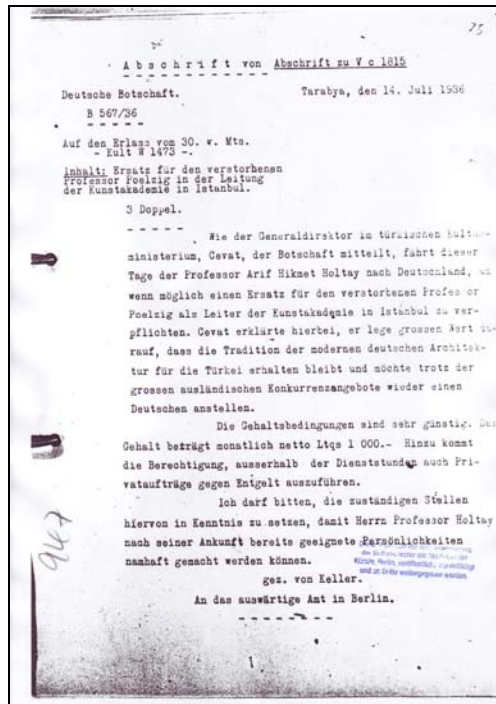 25
Abschrift von Abschrift zu V c 1815
Deutsche Botschaft. Tarabya, den 14. Juli 1936
B 567/36
Auf den Erlass vom 30. v. Mts.
- Kult W 1473 -.
Inhalt: Ersatz für den verstorbenen
Professor Poelzig in der Leitung
der Kunstakademie in Istanbul.
3 Doppel.
Wie der Generaldirektor im türkischen Kultus-
ministerium, Cevat, der Botschaft mitteilt, fährt dieser
Tage der Professor Arif Hikmet Holtay nach Deutschland, um
wenn möglich einen Ersatz für den verstorbenen Professor
Poelzig als Leiter der Kunstakademie in Istanbul zu ver-
pflichten. Cevat erklärte hierbei, er lege grossen Wert da-
rauf, dass die Tradition der modernen deutschen Architek-
tur für die Türkei erhalten bleibt und möchte trotz der
grossen ausländischen Konkurrenzangebote wieder einen
Deutschen anstellen.
Die Gehaltsbedingungen sind sehr günstig. Das
Gehalt beträgt monatlich netto Ltqs 1 000.- Hinzu kommt
die Berechtigung, ausserhalb der Dienststunden auch Pri-
vataufträge gegen Entgelt auszuführen.
Ich darf bitten, die zuständigen Stellen
hiervon in Kenntnis zu setzen, damit Herrn Professor Holtay
nach seiner Ankunft bereits geeignete Persönlichkeiten
namhaft gemacht werden können.
gez. von Keller.
An das auswärtige Amt in Berlin.
947